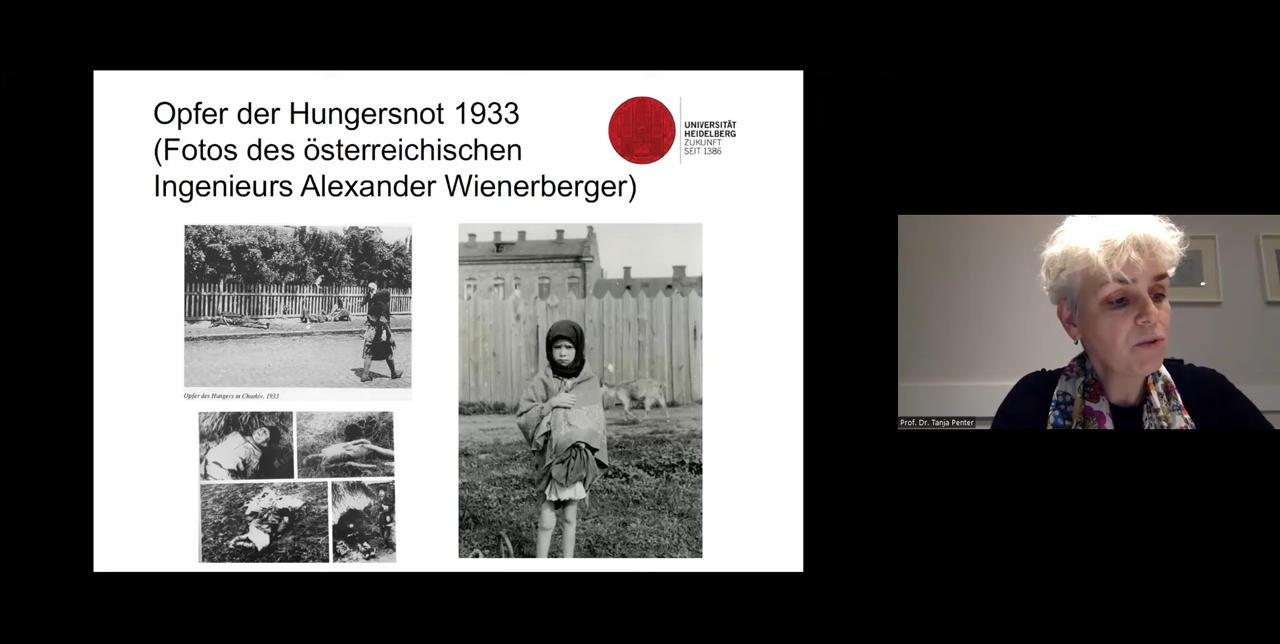 Opfer der Hungersnot 1933
(Fotos des österreichischen
Ingenieurs Alexander Wienerberger)
UNIVERSITÄT
HEIDELBERG
ZUKUNFT
SEIT 1386
Opfer des Hungers in Charkiv, 1933
Prof. Dr. Tanja Penter